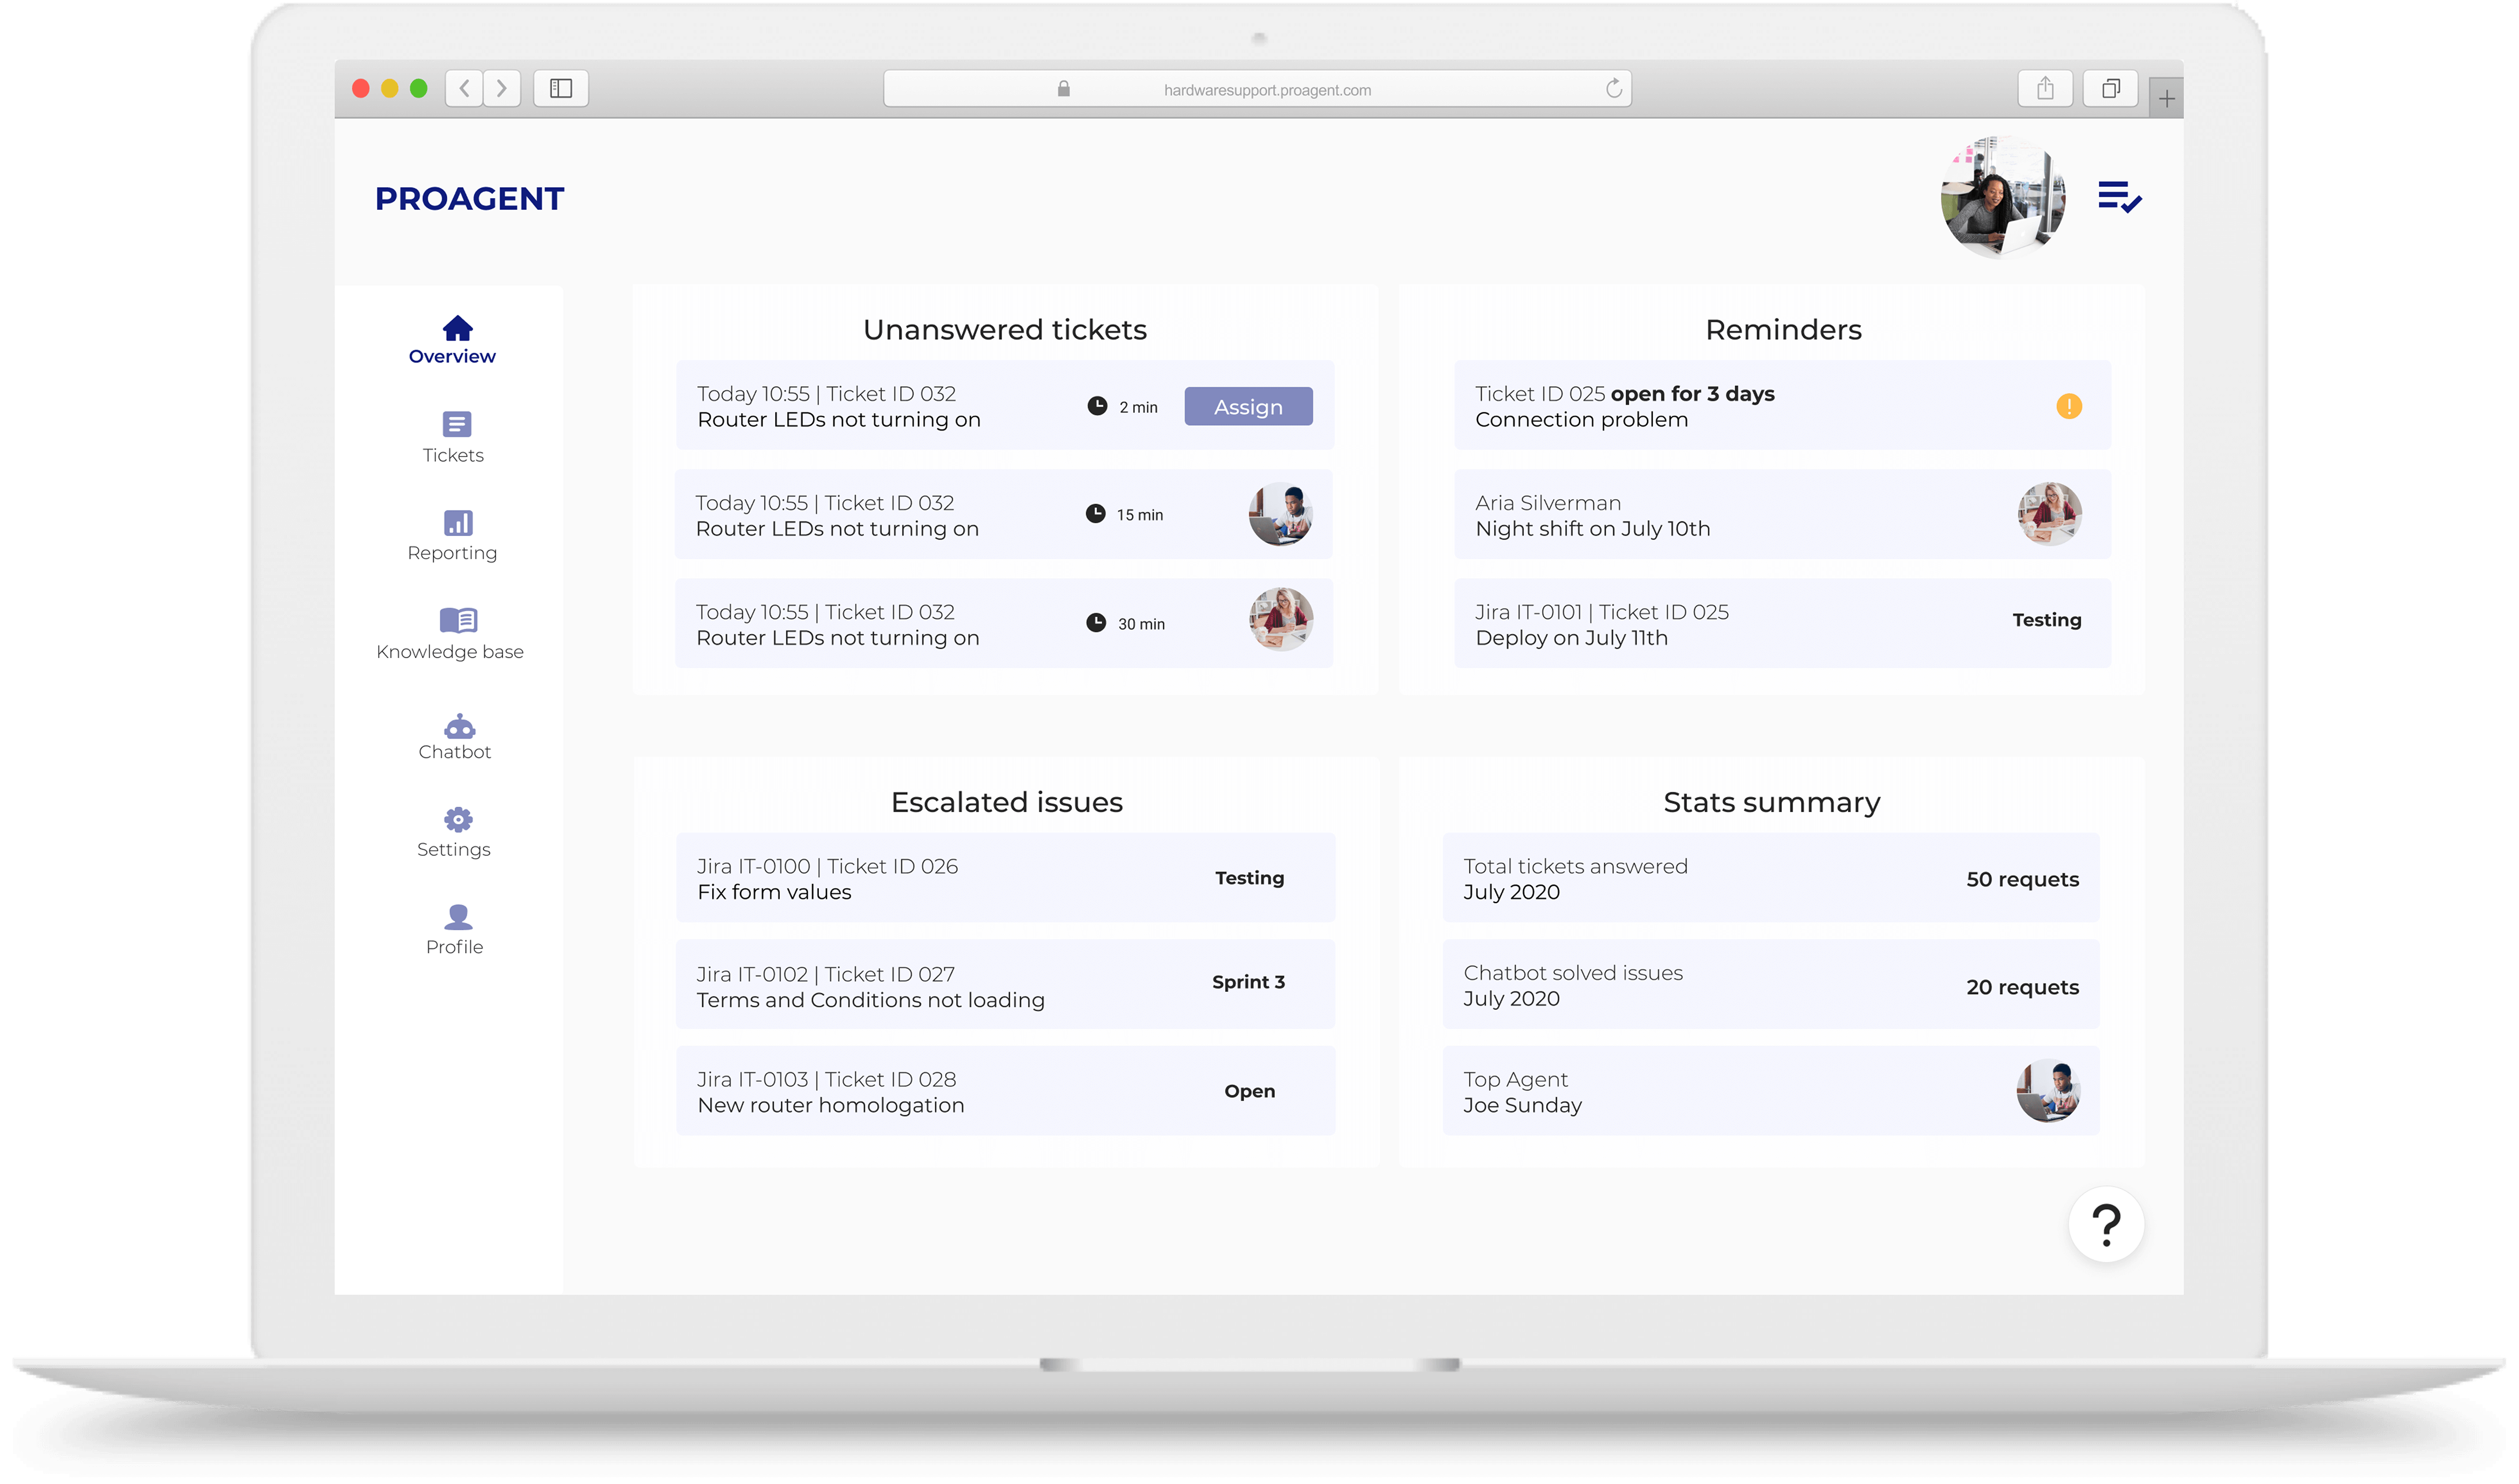 hardwaresupport.proagent.com
PROAGENT
Overview
Tickets
Reporting
Knowledge base
Chatbot
Settings
Profile
Unanswered tickets
Today 10:55 | Ticket ID 032
Router LEDs not turning on
2 min
Assign
Today 10:55 | Ticket ID 032
Router LEDs not turning on
15 min
Today 10:55 | Ticket ID 032
Router LEDs not turning on
30 min
Reminders
Ticket ID 025 open for 3 days
Connection problem
!
Aria Silverman
Night shift on July 10th
Jira IT-0101 | Ticket ID 025
Deploy on July 11th
Testing
Escalated issues
Jira IT-0100 | Ticket ID 026
Fix form values
Testing
Jira IT-0102 | Ticket ID 027
Terms and Conditions not loading
Sprint 3
Jira IT-0103 | Ticket ID 028
New router homologation
Open
Stats summary
Total tickets answered
July 2020
50 requets
Chatbot solved issues
July 2020
20 requets
Top Agent
Joe Sunday
?